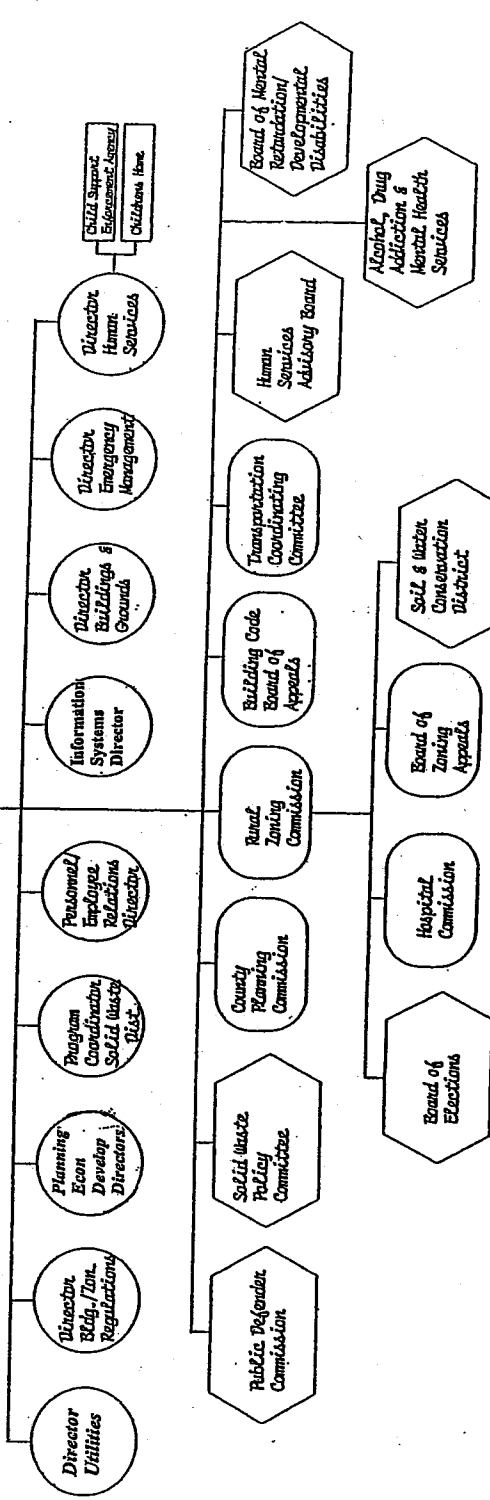 Director
Utilities
Director
Bldg./Zon.
Regulations
Planning
Econ
Develop
Directors
Program
Coordinator
Solid Waste
Dist.
Personnel/
Employee
Relations
Director
Information
Systems
Director
Director
Buildings &
Grounds
Director
Emergency
Management
Director
Human
Services
Child Support
Enforcement Agency
Childrens Home
Public Defender
Commission
Solid Waste
Policy
Committee
County
Planning
Commission
Rural
Zoning
Commission
Building Code
Board of
Appeals
Transportation
Coordinating
Committee
Human
Services
Advisory Board
Board of Mental
Retardation/
Developmental
Disabilities
Alcohol, Drug
Addiction &
Mental Health
Services
Board of
Elections
Hospital
Commission
Board of
Zoning
Appeals
Soil & Water
Conservation
District